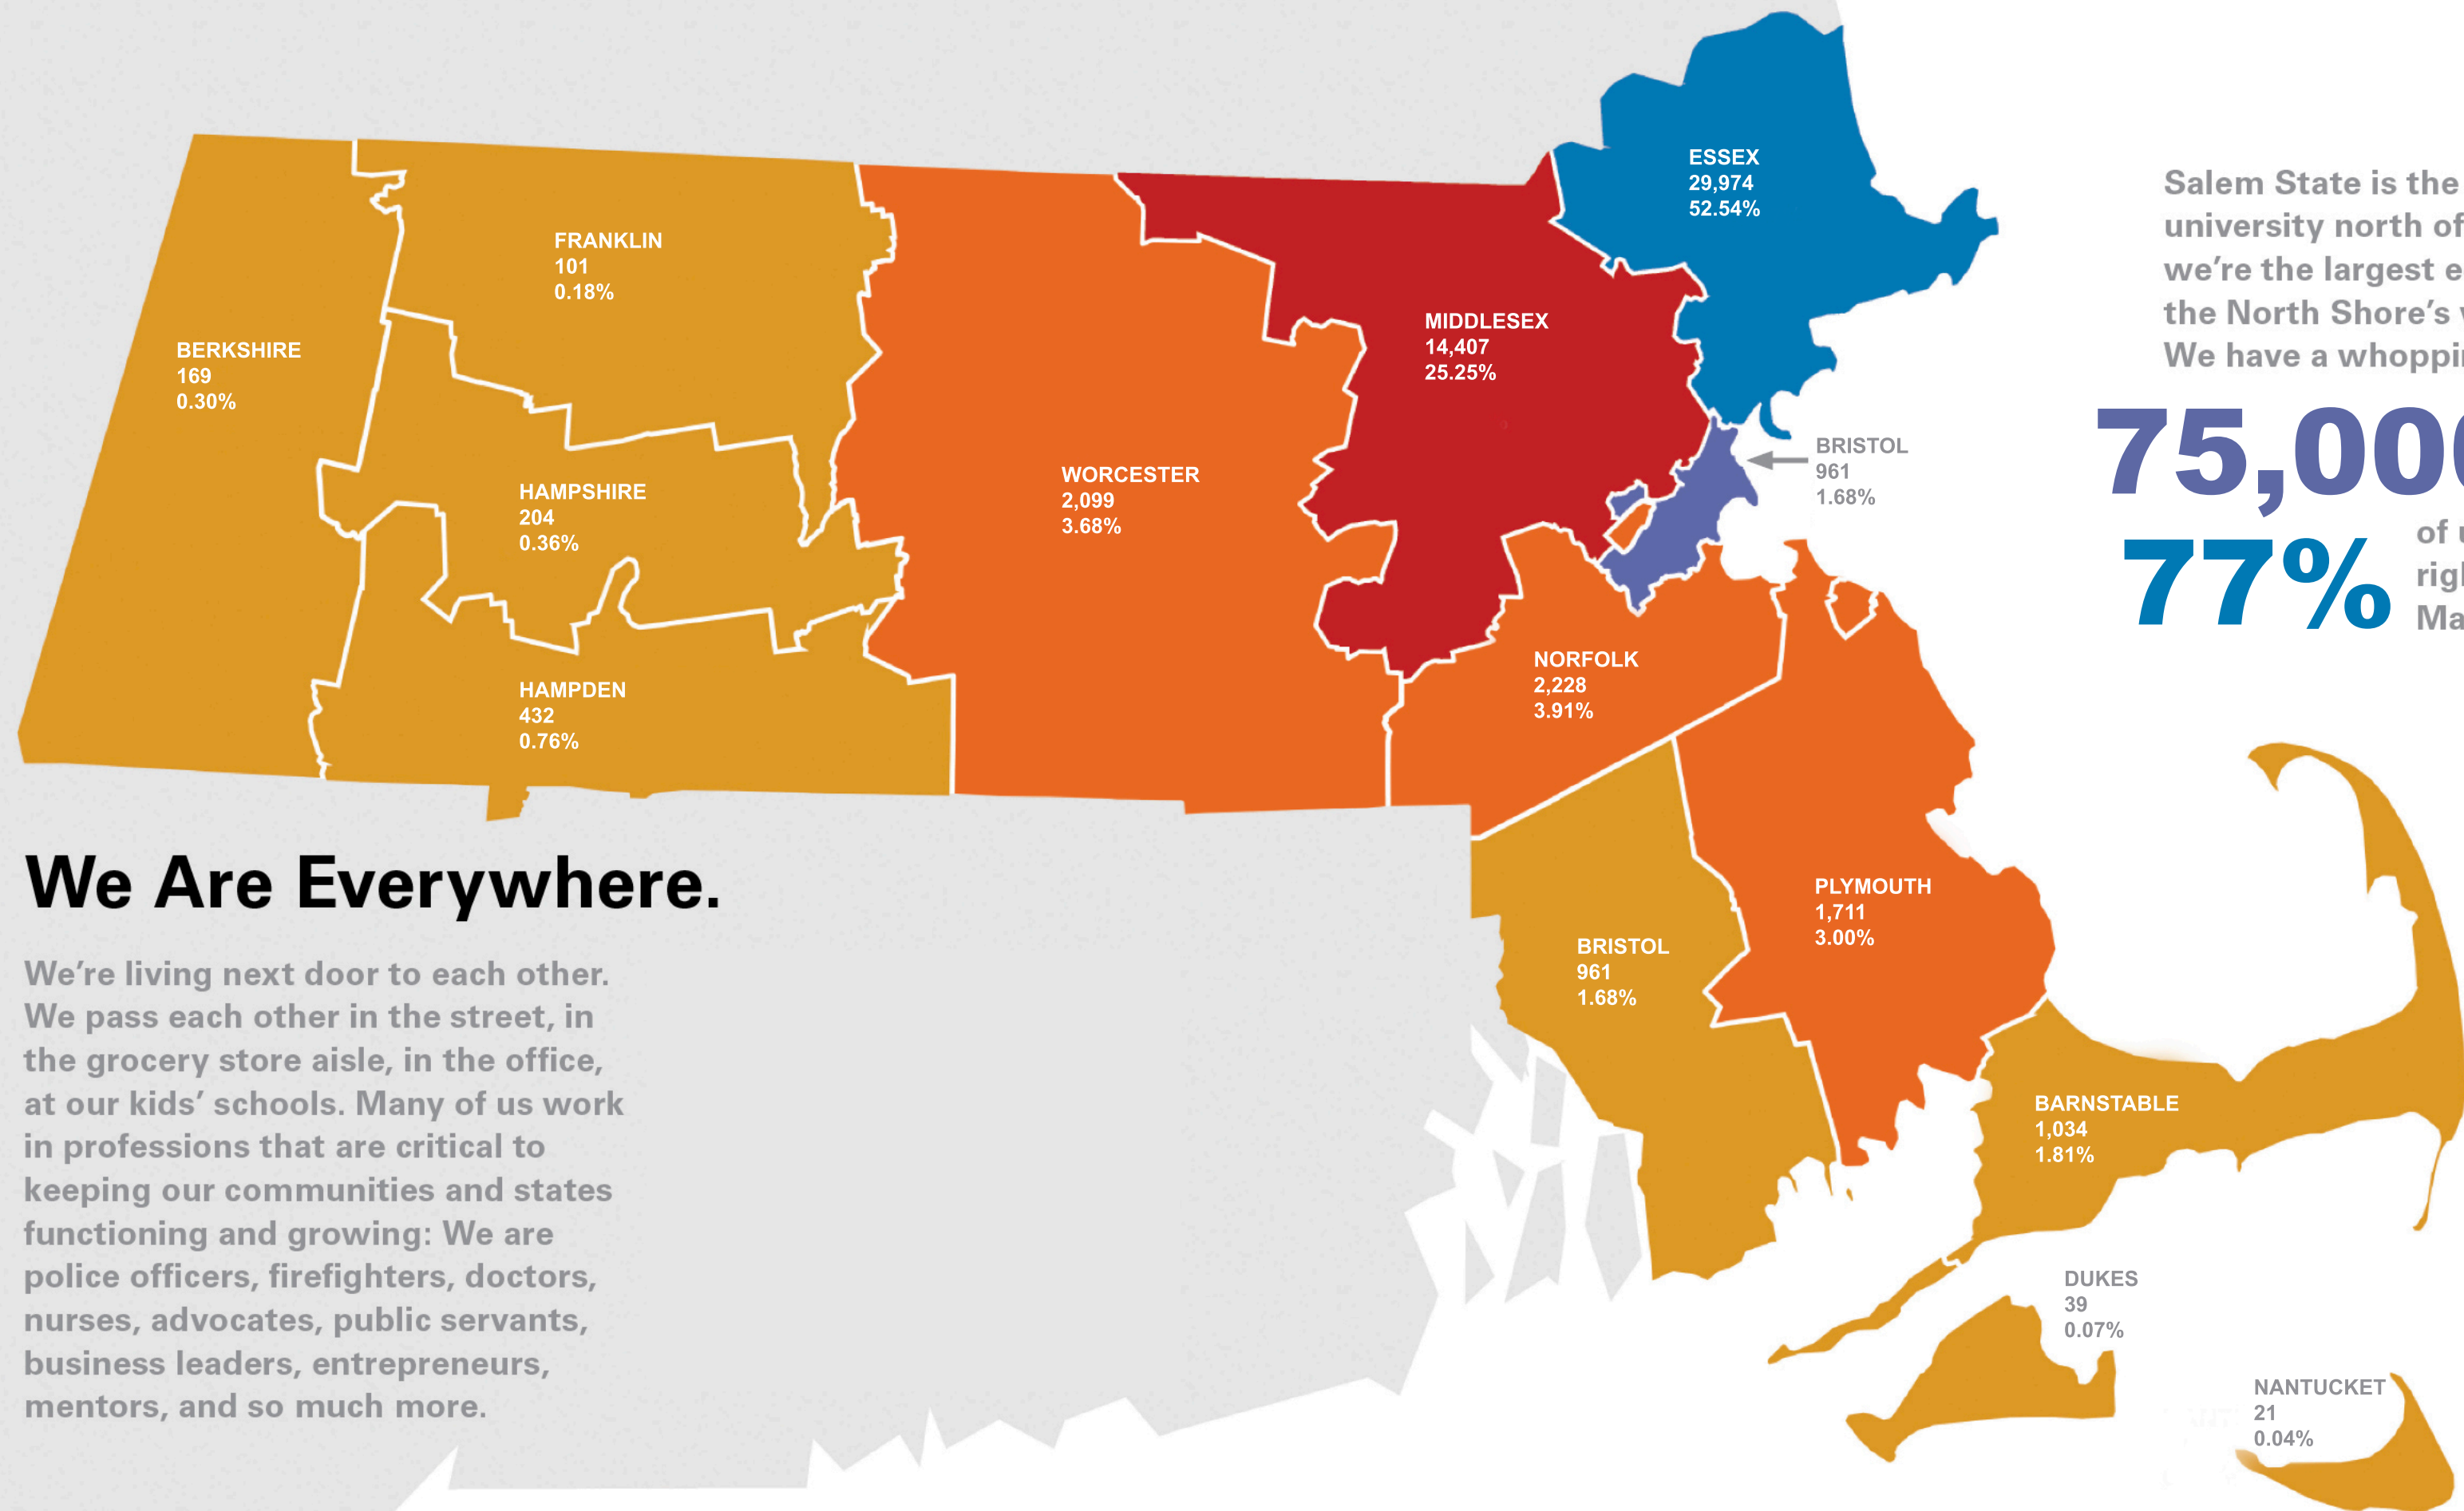 ESSEX
29,974
52.54%
FRANKLIN
101
0.18%
BERKSHIRE
169
0.30%
MIDDLESEX
14,407
25.25%
WORCESTER
2,099
3.68%
HAMPSHIRE
204
0.36%
BRISTOL
961
1.68%
HAMPDEN
432
0.76%
NORFOLK
2,228
3.91%
PLYMOUTH
1,711
3.00%
BRISTOL
961
1.68%
BARNSTABLE
1,034
1.81%
DUKES
39
0.07%
NANTUCKET
21
0.04%
Salem State is the
university north of
we're the largest
the North Shore's
We have a
75,000
77%
of
We Are Everywhere.
We're living next door to each other.
We pass each other in the street, in
the grocery store aisle, in the office,
at our kids' schools. Many of us work
in professions that are critical to
keeping our communities and states
functioning and growing: We are
police officers, firefighters, doctors,
nurses, advocates, public servants,
business leaders, entrepreneurs,
mentors, and so much more.